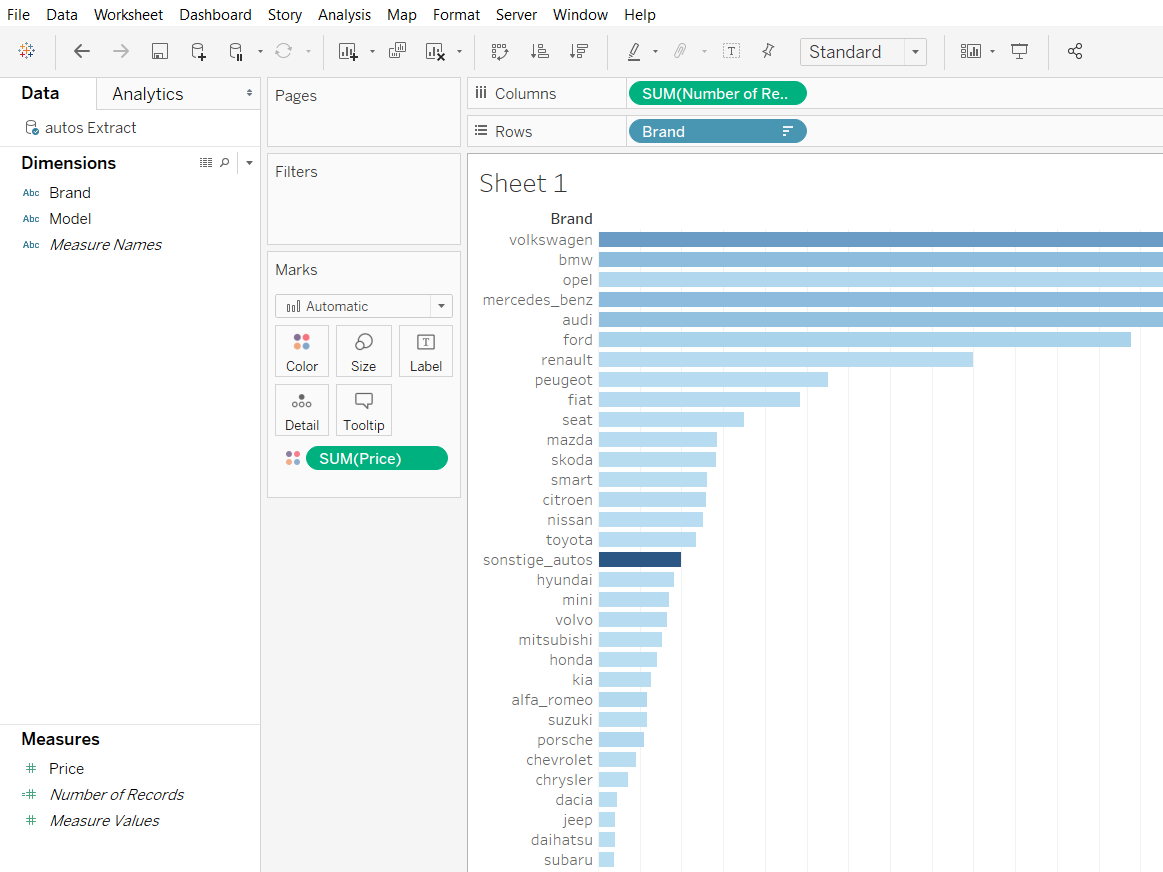 File Data Worksheet Dashboard Story Analysis Map Format Server Window Help
Standard
Data Analytics
autos Extract
Dimensions
Abc Brand
Abc Model
Abc Measure Names
Measures
# Price
=# Number of Records
# Measure Values
Pages
Filters
Marks
Automatic
Color Size T Label
Detail Tooltip
SUM(Price)
Columns SUM(Number of Re..
Rows Brand
Sheet 1
Brand
volkswagen
bmw
opel
mercedes_benz
audi
ford
renault
peugeot
fiat
seat
mazda
skoda
smart
citroen
nissan
toyota
sonstige_autos
hyundai
mini
volvo
mitsubishi
honda
kia
alfa_romeo
suzuki
porsche
chevrolet
chrysler
dacia
jeep
daihatsu
subaru